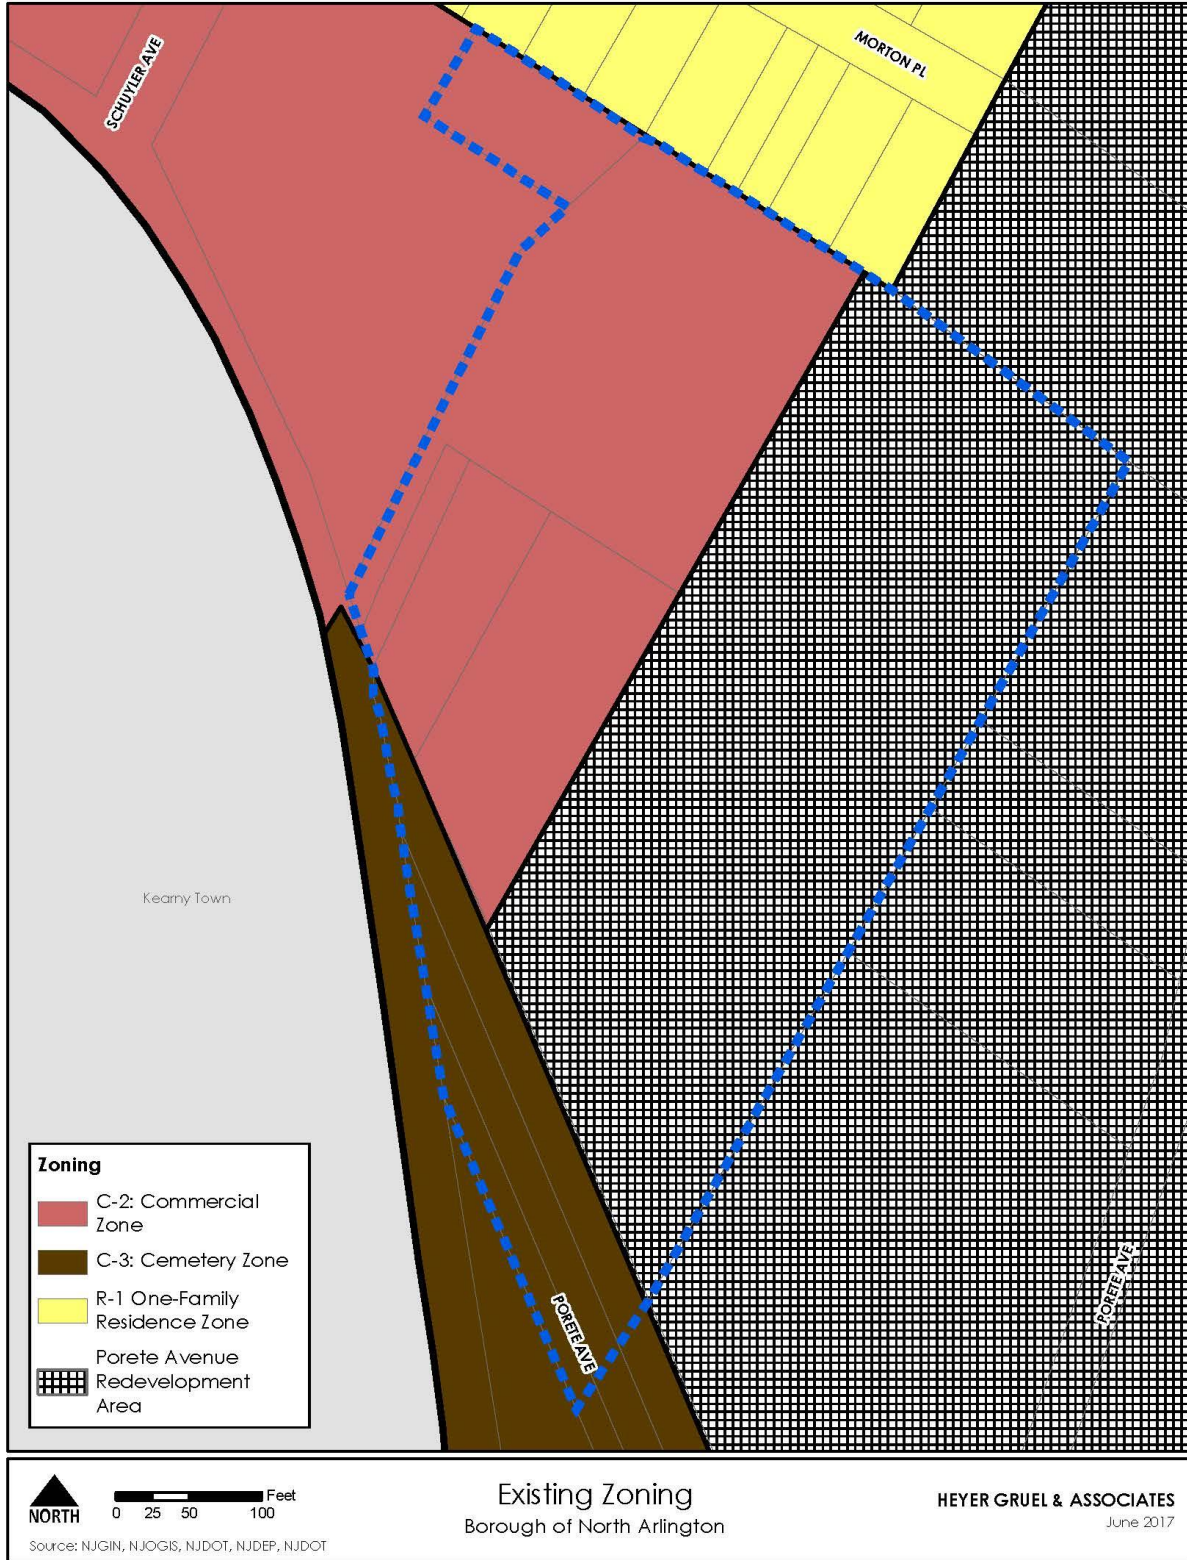 SCHUYLER AVE
MORTON PL
Kearny Town
PORETE AVE
PORETE AVE
Zoning
C-2: Commercial
Zone
C-3: Cemetery Zone
R-1 One-Family
Residence Zone
Porete Avenue
Redevelopment
Area
NORTH
Feet
0 25 50 100
Source: NJGIN, NJOGIS, NJDOT, NJDEP, NJDOT
Existing Zoning
Borough of North Arlington
HEYER GRUEL & ASSOCIATES
June 2017